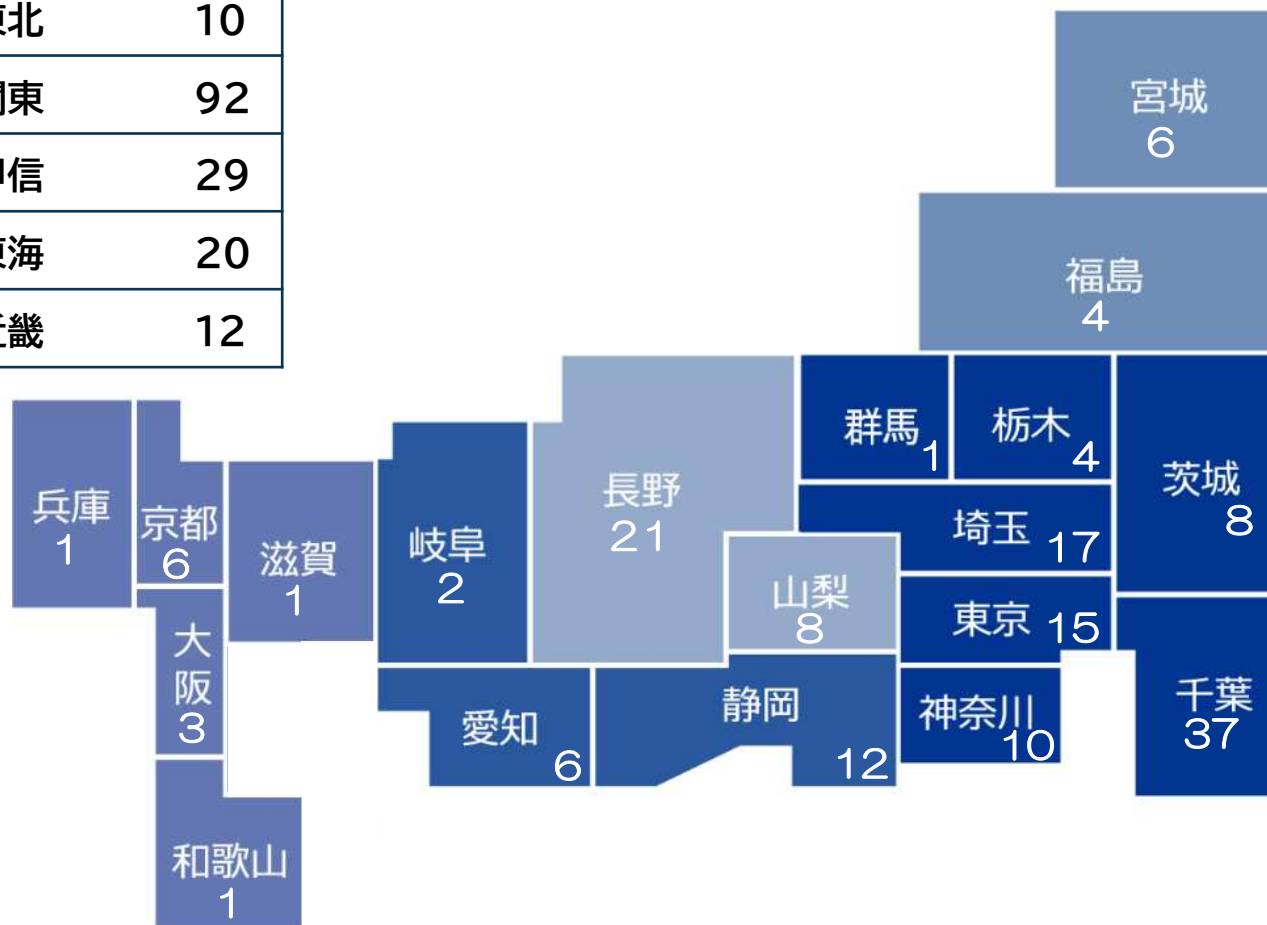 東北 10
関東 92
甲信 29
東海 20
近畿 12
宮城
6
福島
4
群馬 1
栃木 4
茨城
8
長野
21
埼玉 17
山梨
8
東京 15
千葉
37
神奈川
10
静岡
12
愛知
6
岐阜
2
滋賀
1
京都
6
兵庫
1
大
阪
3
和歌山
1